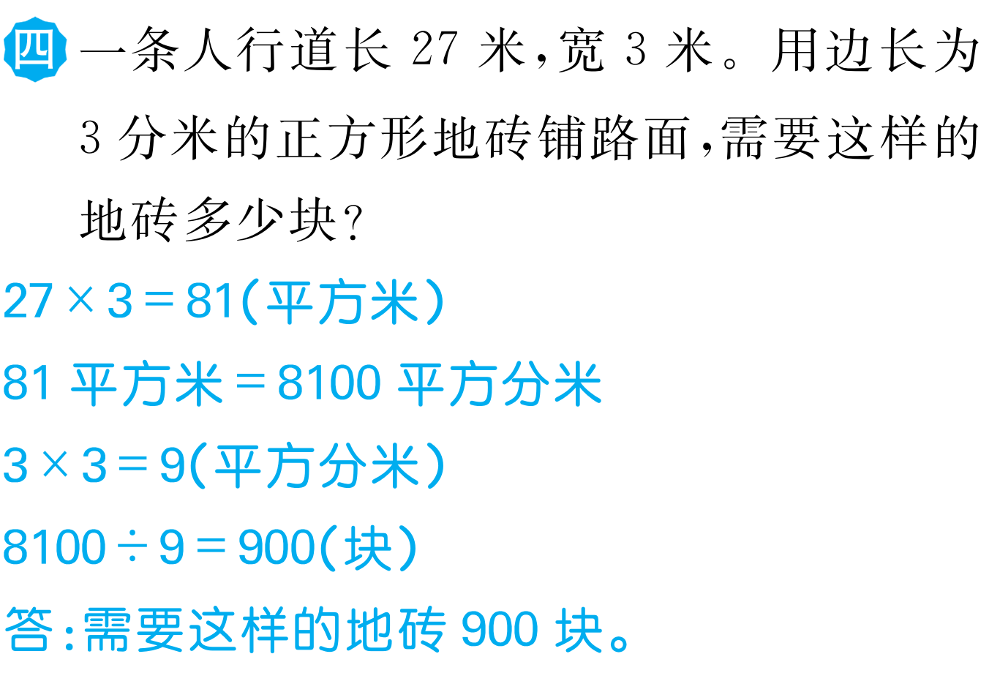 四 一条人行道长 27 米,宽 3 米。用边长为
3 分米的正方形地砖铺路面,需要这样的
地砖多少块?
27 × 3 = 81(平方米)
81 平方米 = 8100 平方分米
3 × 3 = 9(平方分米)
8100 ÷ 9 = 900(块)
答:需要这样的地砖 900 块。